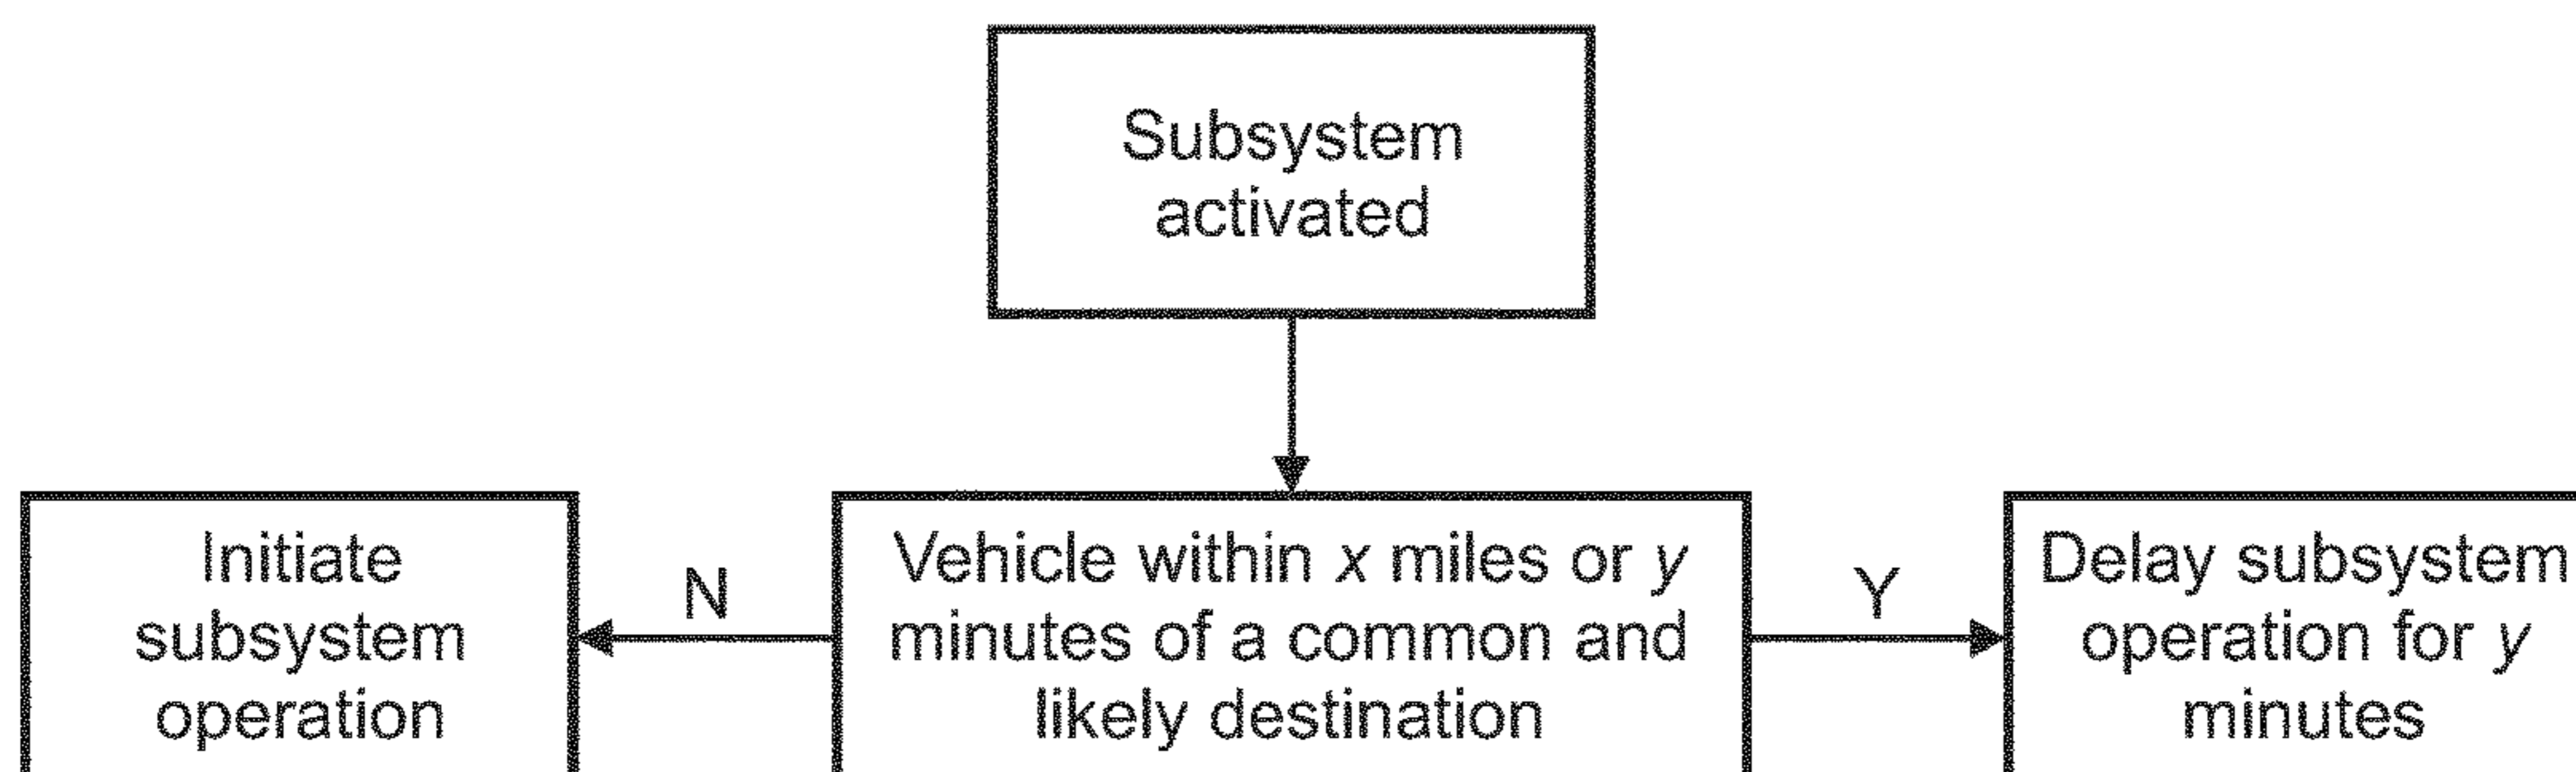 Subsystem
activated
Initiate
subsystem
operation
N
Vehicle within x miles or y
minutes of a common and
likely destination
Y
Delay subsystem
operation for y
minutes